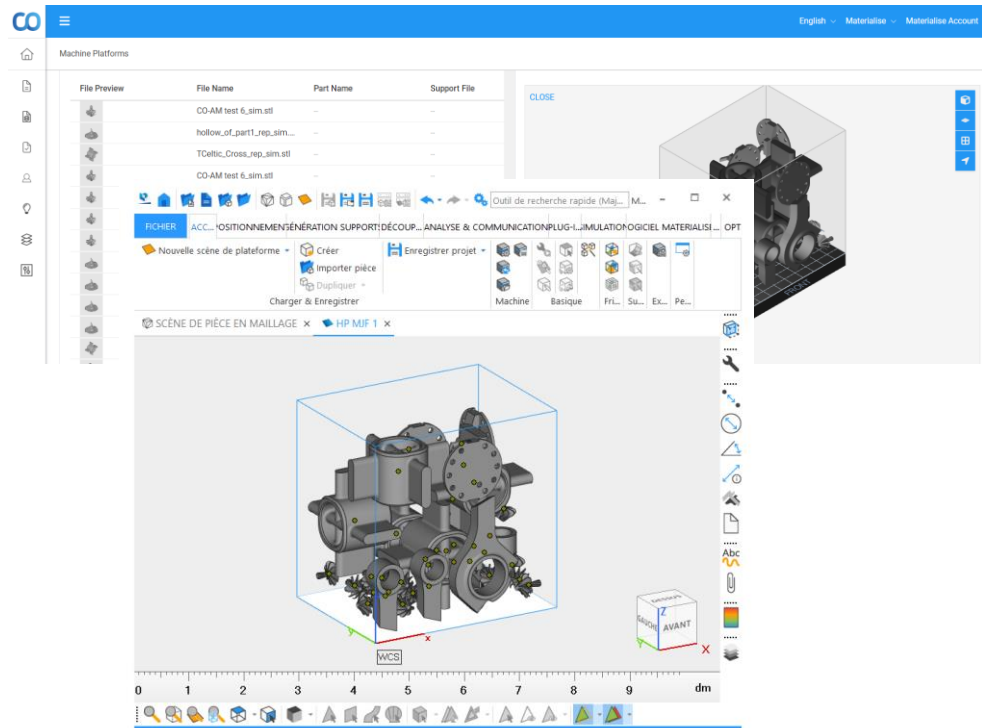 CO
English Materialise Materialise Account
Machine Platforms
File Preview File Name Part Name Support File
CLOSE
CO-AM test 6_sim.stl – –
hollow_of_part1_rep_sim.... – –
TCeltic_Cross_rep_sim.stl – –
CO-AM test 6_sim.stl – –
FRONT
Outil de recherche rapide (Maj... M...
FICHIER ACC... POSITIONNEMENT GÉNÉRATION SUPPORTS DÉCOUP... ANALYSE & COMMUNICATION PLUG-I... IMULATION OGICIEL MATERIALISE ... OPT
Nouvelle scène de plateforme Créer Enregistrer projet
Importer pièce
Dupliquer
Charger & Enregistrer Machine Basique Fri... Su... Ex... Pe...
SCÈNE DE PIÈCE EN MAILLAGE × HP MJF 1 ×
Abc
DESSUS
GAUCHE AVANT
Z
Y X
y x
WCS
0 1 2 3 4 5 6 7 8 9 dm